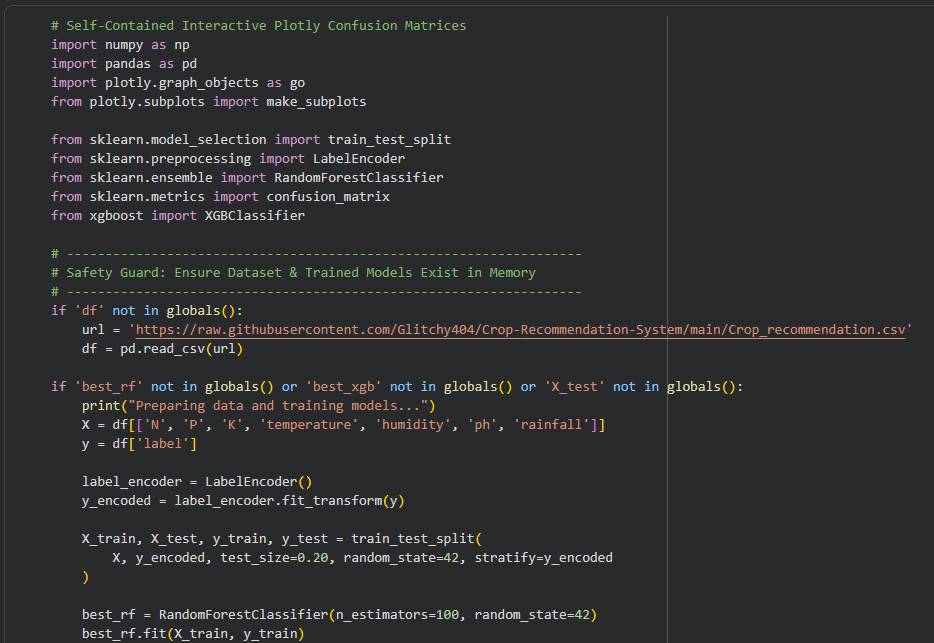 # Self-Contained Interactive Plotly Confusion Matrices
import numpy as np
import pandas as pd
import plotly.graph_objects as go
from plotly.subplots import make_subplots

from sklearn.model_selection import train_test_split
from sklearn.preprocessing import LabelEncoder
from sklearn.ensemble import RandomForestClassifier
from sklearn.metrics import confusion_matrix
from xgboost import XGBClassifier

# -------------------------------------------------------------------
# Safety Guard: Ensure Dataset & Trained Models Exist in Memory
# -------------------------------------------------------------------
if 'df' not in globals():
    url = 'https://raw.githubusercontent.com/Glitchy404/Crop-Recommendation-System/main/Crop_recommendation.csv'
    df = pd.read_csv(url)

if 'best_rf' not in globals() or 'best_xgb' not in globals() or 'X_test' not in globals():
    print("Preparing data and training models...")
    X = df[['N', 'P', 'K', 'temperature', 'humidity', 'ph', 'rainfall']]
    y = df['label']

    label_encoder = LabelEncoder()
    y_encoded = label_encoder.fit_transform(y)

    X_train, X_test, y_train, y_test = train_test_split(
        X, y_encoded, test_size=0.20, random_state=42, stratify=y_encoded
    )

    best_rf = RandomForestClassifier(n_estimators=100, random_state=42)
    best_rf.fit(X_train, y_train)